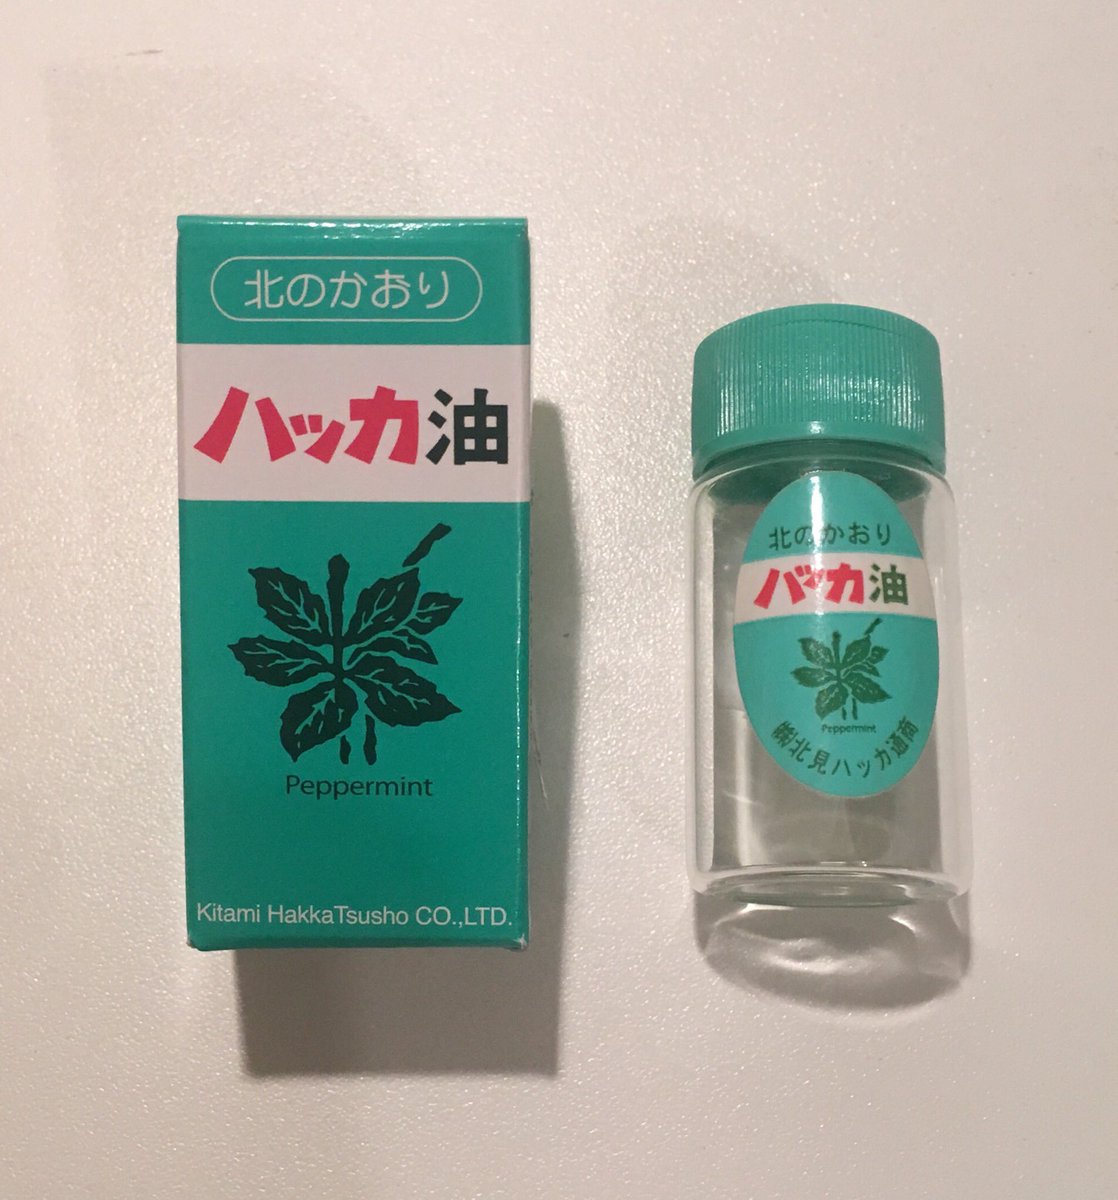 北のかおり
ハッカ油
Peppermint
Kitami HakkaTsusho CO.,LTD.
北のかおり
ハッカ油
Peppermint
㈱北見ハッカ通商